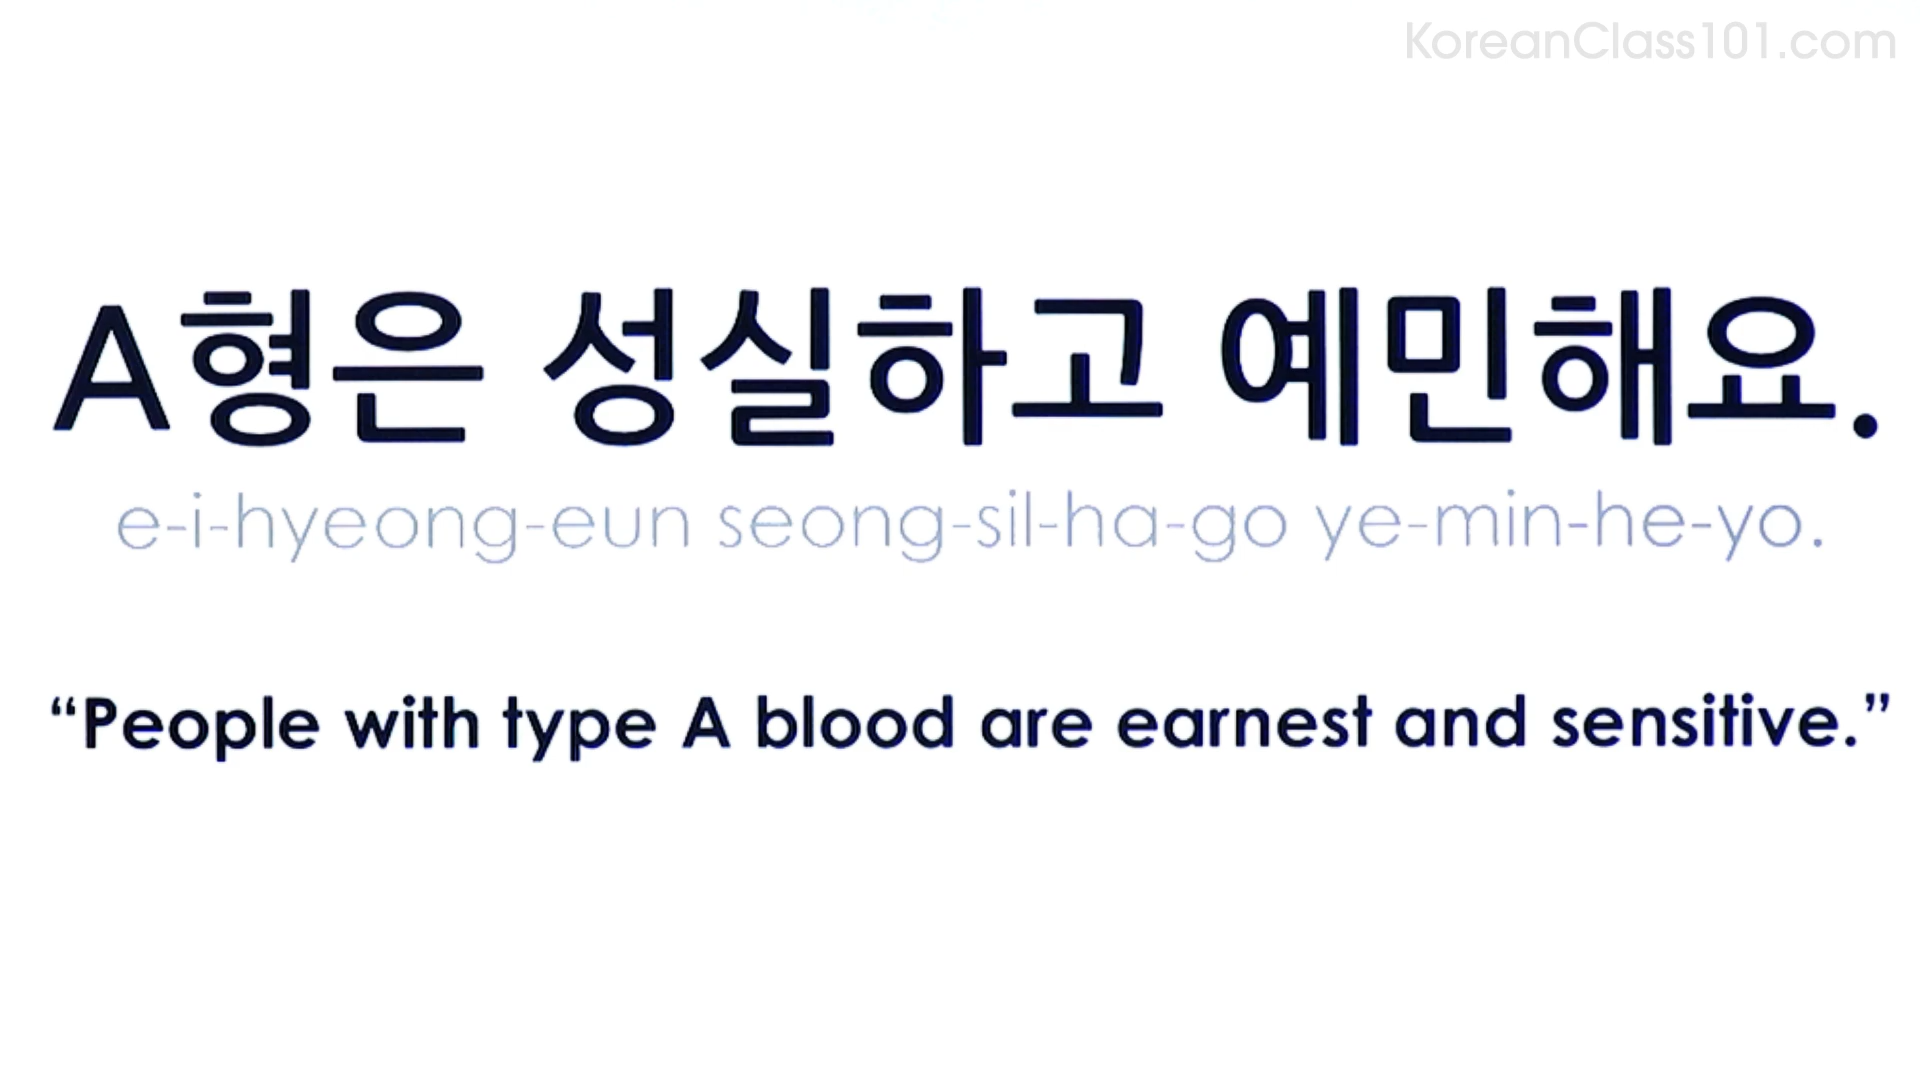 KoreanClass101.com
A형은 성실하고 예민해요.
e-i-hyeong-eun seong-sil-ha-go ye-min-he-yo.
“People with type A blood are earnest and sensitive.”